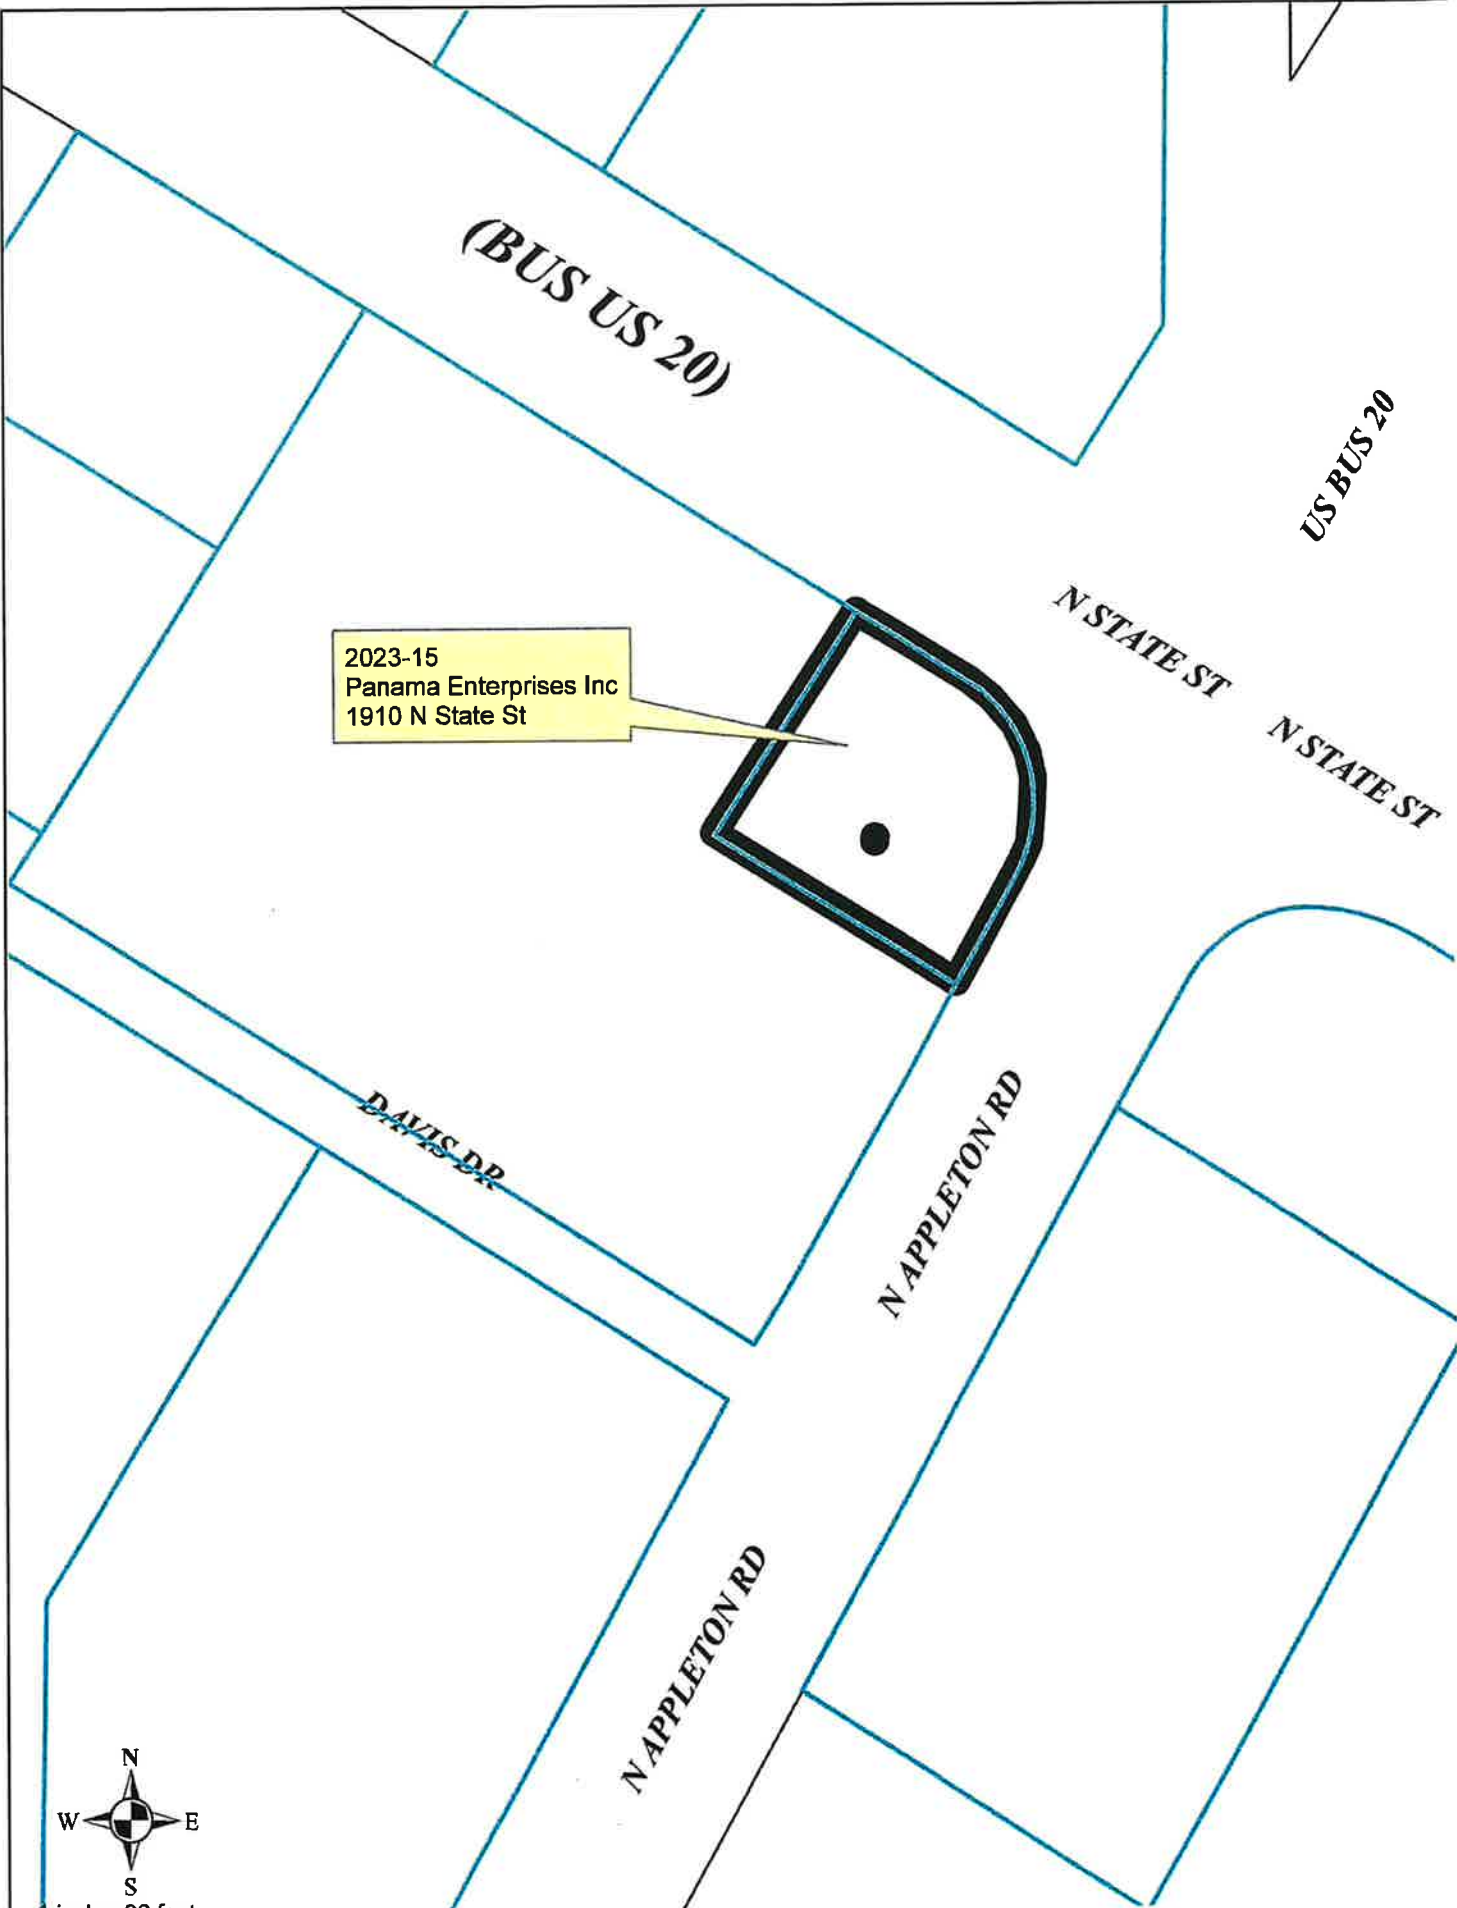 (BUS US 20)
US BUS 20
N STATE ST
N STATE ST
2023-15
Panama Enterprises Inc
1910 N State St
DAVIS DR
N APPLETON RD
N APPLETON RD
N
W E
S